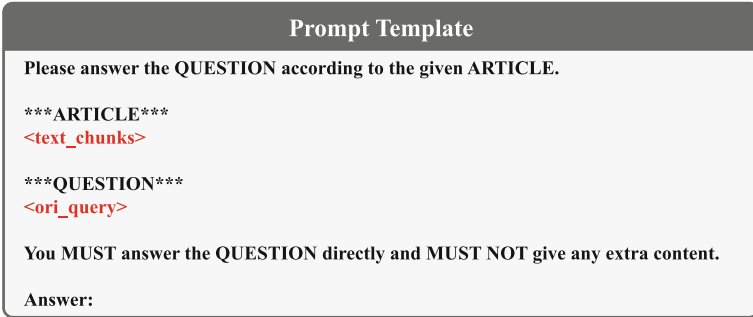 Prompt Template
Please answer the QUESTION according to the given ARTICLE.
***ARTICLE***
<text_chunks>
***QUESTION***
<ori_query>
You MUST answer the QUESTION directly and MUST NOT give any extra content.
Answer: